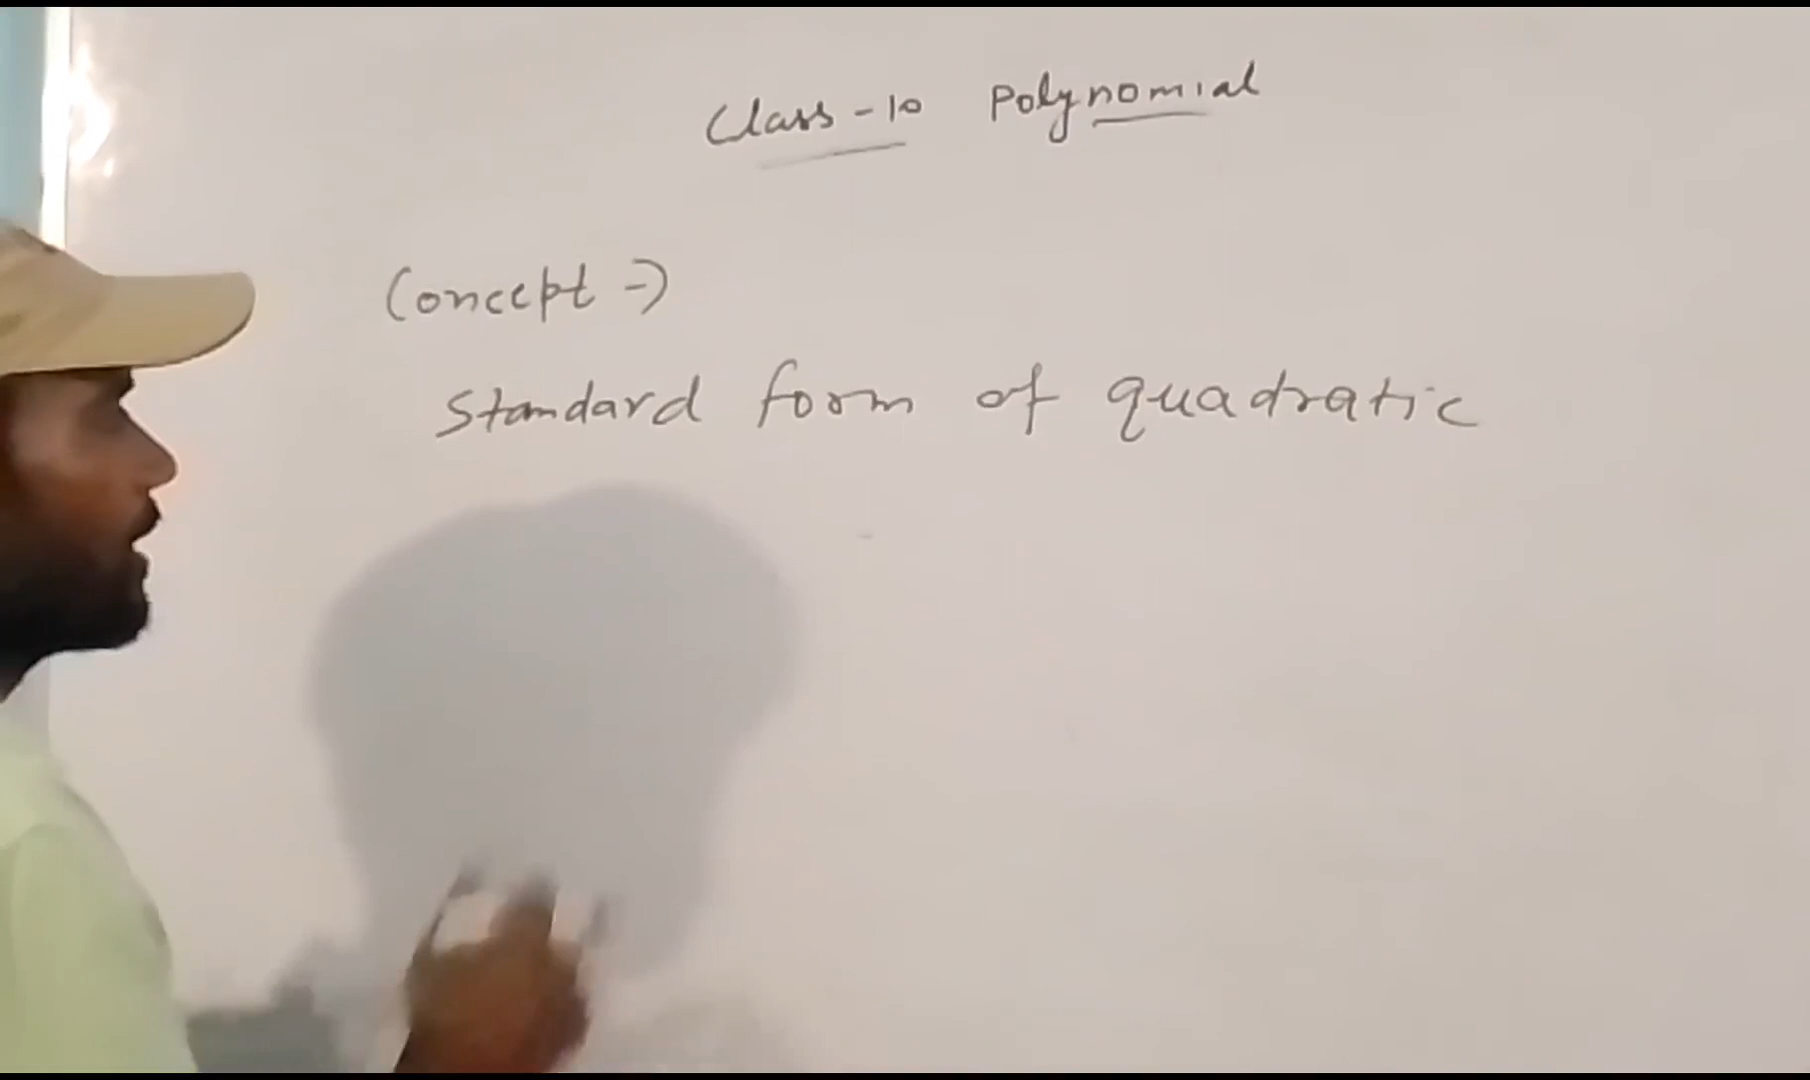 Class-10 Polynomial
Concept →
Standard form of quadratic